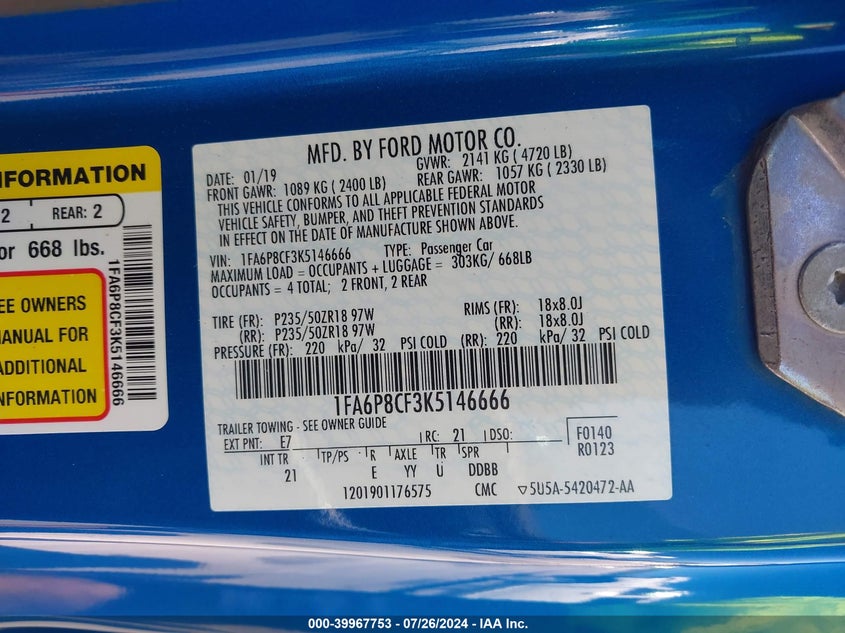 NFORMATION
2 REAR: 2
or 668 lbs.
EE OWNERS
MANUAL FOR
ADDITIONAL
INFORMATION
1FA6P8CF3K5146666
MFD. BY FORD MOTOR CO.
DATE: 01/19 GVWR: 2141 KG ( 4720 LB)
FRONT GAWR: 1089 KG ( 2400 LB) REAR GAWR: 1057 KG ( 2330 LB)
THIS VEHICLE CONFORMS TO ALL APPLICABLE FEDERAL MOTOR
VEHICLE SAFETY, BUMPER, AND THEFT PREVENTION STANDARDS
IN EFFECT ON THE DATE OF MANUFACTURE SHOWN ABOVE.
VIN: 1FA6P8CF3K5146666 TYPE: Passenger Car
MAXIMUM LOAD = OCCUPANTS + LUGGAGE = 303KG/ 668LB
OCCUPANTS = 4 TOTAL; 2 FRONT, 2 REAR
TIRE (FR): P235/50ZR18 97W RIMS (FR): 18x8.0J
(RR): P235/50ZR18 97W (RR): 18x8.0J
PRESSURE (FR): 220 kPa/ 32 PSI COLD (RR): 220 kPa/ 32 PSI COLD
1FA6P8CF3K5146666
TRAILER TOWING - SEE OWNER GUIDE
EXT PNT: E7 RC: 21 DSO: F0140
INT TR TP/PS R AXLE TR SPR R0123
21 E YY U DDBB
1201901176575 CMC ▽5U5A-5420472-AA
000-39967753 - 07/26/2024 - IAA Inc.